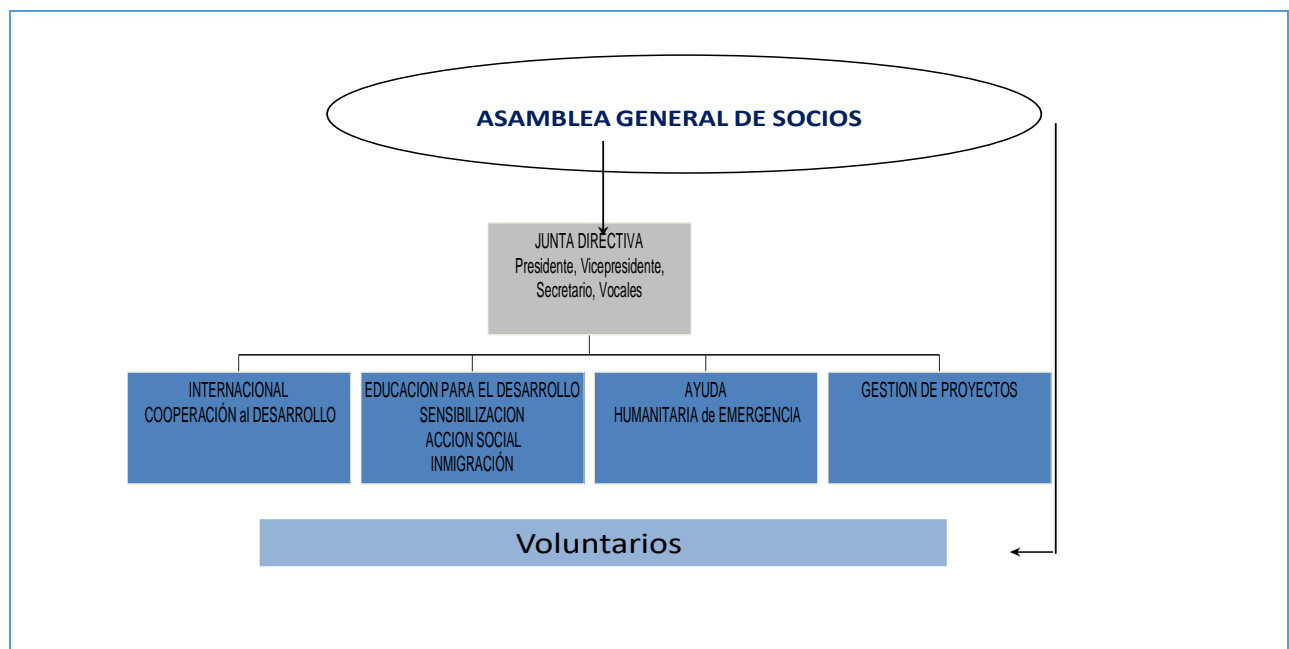 ASAMBLEA GENERAL DE SOCIOS
JUNTA DIRECTIVA
Presidente, Vicepresidente,
Secretario, Vocales
INTERNACIONAL
COOPERACIÓN al DESARROLLO
EDUCACION PARA EL DESARROLLO
SENSIBILIZACION
ACCION SOCIAL
INMIGRACIÓN
AYUDA
HUMANITARIA de EMERGENCIA
GESTION DE PROYECTOS
Voluntarios